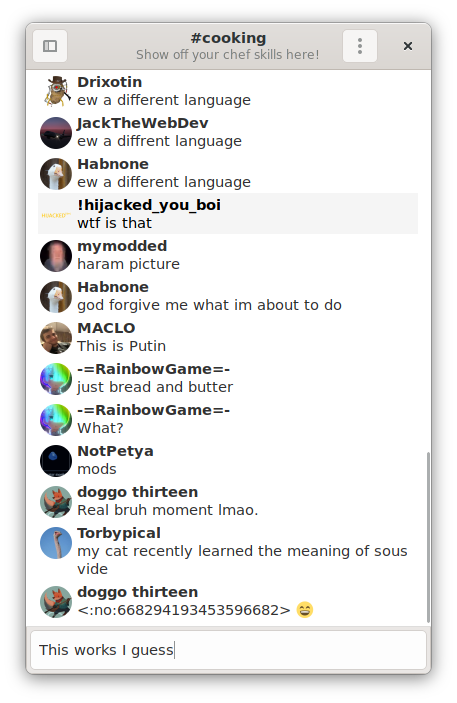 #cooking
Show off your chef skills here!
Drixotin
ew a different language
JackTheWebDev
ew a diffrent language
Habnone
ew a different language
!hijacked_you_boi
wtf is that
mymodded
haram picture
Habnone
god forgive me what im about to do
MACLO
This is Putin
-=RainbowGame=-
just bread and butter
-=RainbowGame=-
What?
NotPetya
mods
doggo thirteen
Real bruh moment lmao.
Torbypical
my cat recently learned the meaning of sous
vide
doggo thirteen
<:no:668294193453596682> 😄
This works I guess